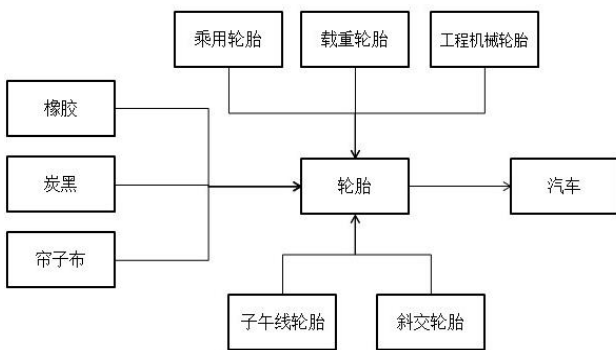 乘用轮胎
载重轮胎
工程机械轮胎
橡胶
炭黑
轮胎
汽车
帘子布
子午线轮胎
斜交轮胎